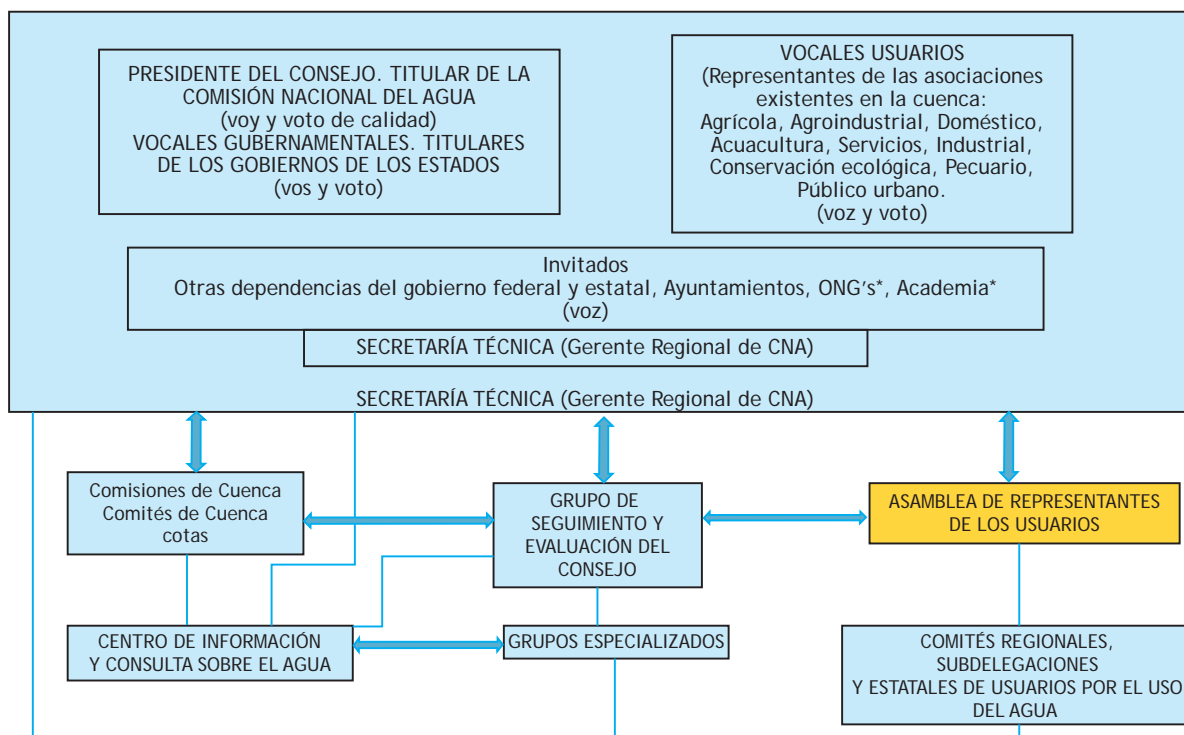 PRESIDENTE DEL CONSEJO. TITULAR DE LA
COMISIÓN NACIONAL DEL AGUA
(voy y voto de calidad)
VOCALES GUBERNAMENTALES. TITULARES
DE LOS GOBIERNOS DE LOS ESTADOS
(vos y voto)
VOCALES USUARIOS
(Representantes de las asociaciones
existentes en la cuenca:
Agrícola, Agroindustrial, Doméstico,
Acuacultura, Servicios, Industrial,
Conservación ecológica, Pecuario,
Público urbano.
(voz y voto)
Invitados
Otras dependencias del gobierno federal y estatal, Ayuntamientos, ONG's*, Academia*
(voz)
SECRETARÍA TÉCNICA (Gerente Regional de CNA)
SECRETARÍA TÉCNICA (Gerente Regional de CNA)
Comisiones de Cuenca
Comités de Cuenca
cotas
GRUPO DE
SEGUIMIENTO Y
EVALUACIÓN DEL
CONSEJO
ASAMBLEA DE REPRESENTANTES
DE LOS USUARIOS
CENTRO DE INFORMACIÓN
Y CONSULTA SOBRE EL AGUA
GRUPOS ESPECIALIZADOS
COMITÉS REGIONALES,
SUBDELEGACIONES
Y ESTATALES DE USUARIOS POR EL USO
DEL AGUA